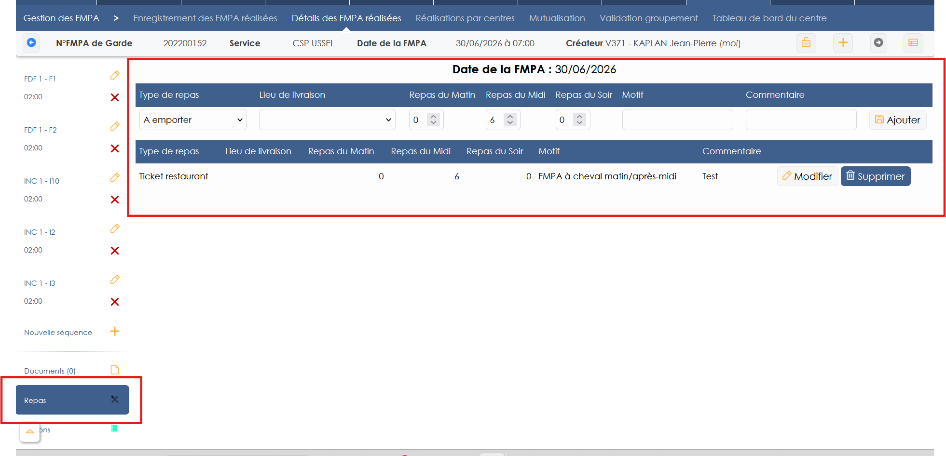 Gestion des FMPA > Enregistrement des FMPA réalisées Détails des FMPA réalisées Réalisations par centres Mutualisation Validation groupement Tableau de bord du centre
N°FMPA de Garde 202200152 Service CSP USSEL Date de la FMPA 30/06/2026 à 07:00 Créateur V371 - KAPLAN Jean-Pierre (moi)
Date de la FMPA : 30/06/2026
FDF 1 - F1
02:00
FDF 1 - F2
02:00
INC 1 - I10
02:00
INC 1 - I2
02:00
INC 1 - I3
02:00
Nouvelle séquence
Documents (0)
Repas
ons
Type de repas Lieu de livraison Repas du Matin Repas du Midi Repas du Soir Motif Commentaire
A emporter 0 6 0 Ajouter
Type de repas Lieu de livraison Repas du Matin Repas du Midi Repas du Soir Motif Commentaire
Ticket restaurant 0 6 0 FMPA à cheval matin/après-midi Test Modifier Supprimer